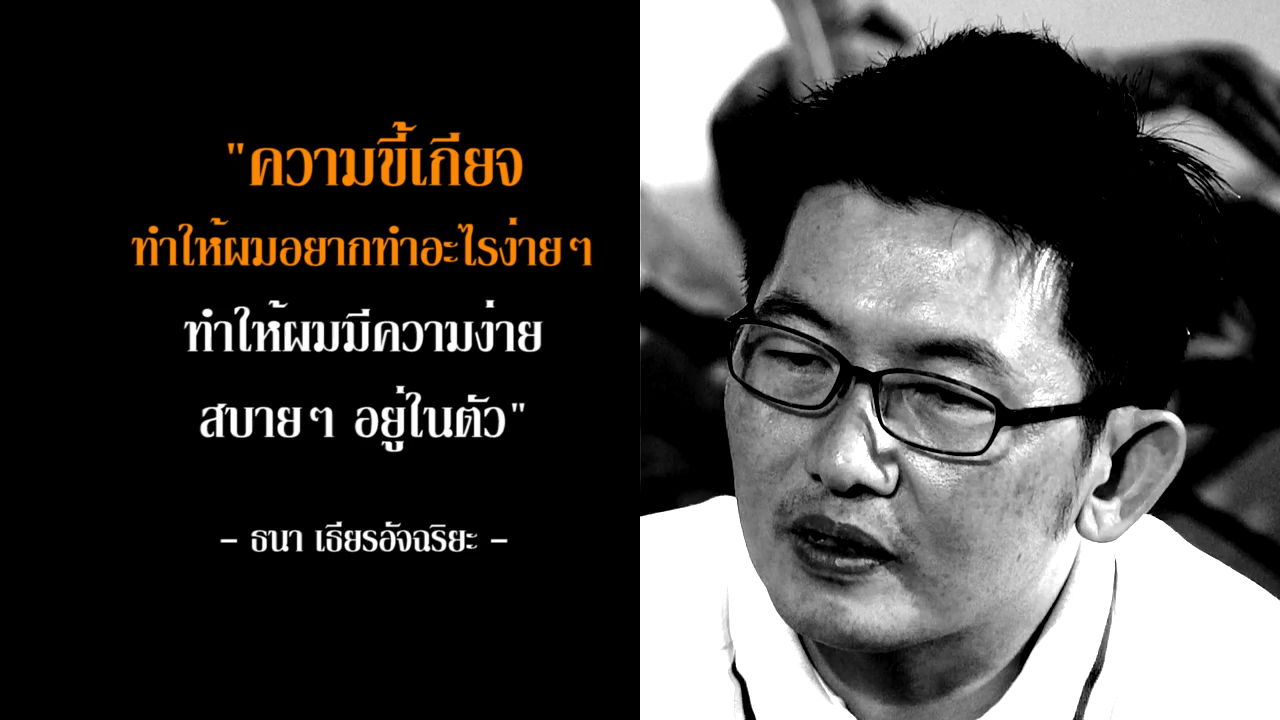 "ความขี้เกียจ
ทำให้ผมอยากทำอะไรง่ายๆ
ทำให้ผมมีความง่าย
สบายๆ อยู่ในตัว"
– ธนา เธียรอัจฉริยะ –